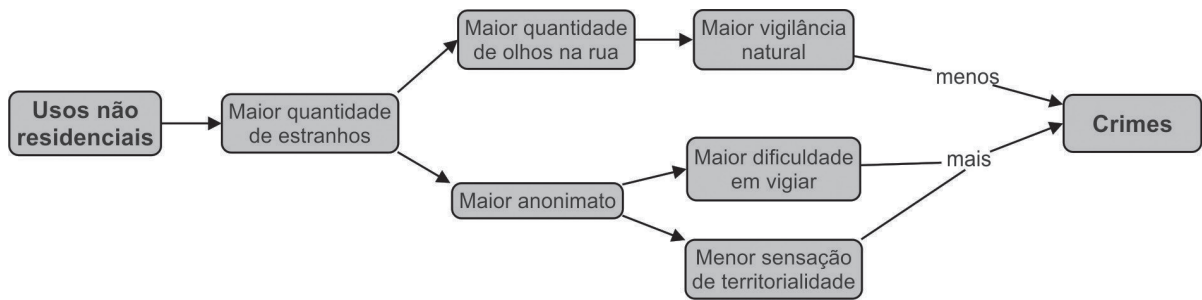 Usos não
residenciais
Maior quantidade
de estranhos
Maior quantidade
de olhos na rua
Maior vigilância
natural
menos
Maior anonimato
Maior dificuldade
em vigiar
Menor sensação
de territorialidade
mais
Crimes